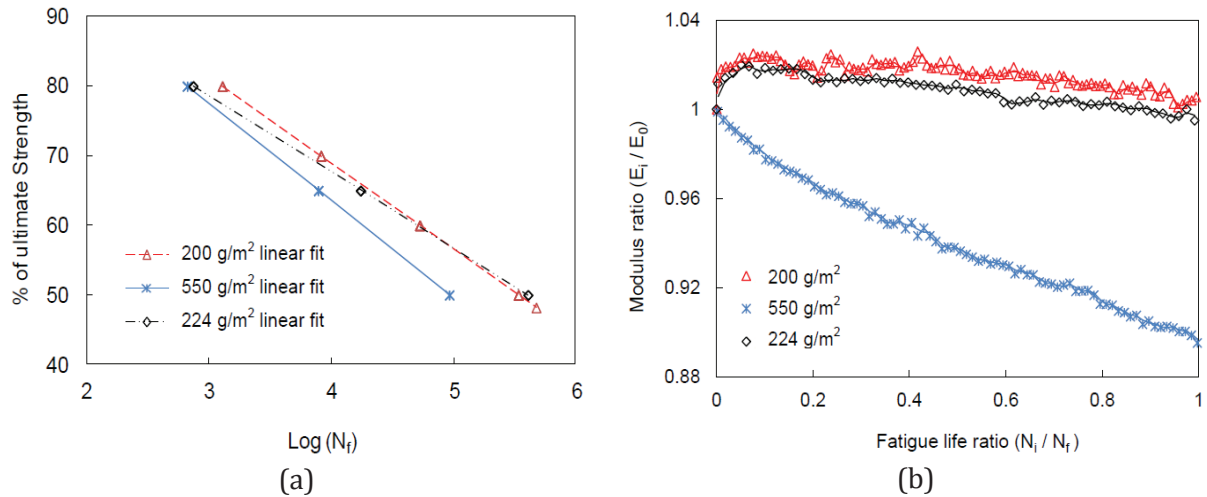 90
80
70
60
50
40
% of ultimate Strength
200 g/m² linear fit
550 g/m² linear fit
224 g/m² linear fit
2 3 4 5 6
Log (Nf)
(a)
1.04
1
0.96
0.92
0.88
Modulus ratio (Ei / E0)
200 g/m²
550 g/m²
224 g/m²
0 0.2 0.4 0.6 0.8 1
Fatigue life ratio (Ni / Nf)
(b)